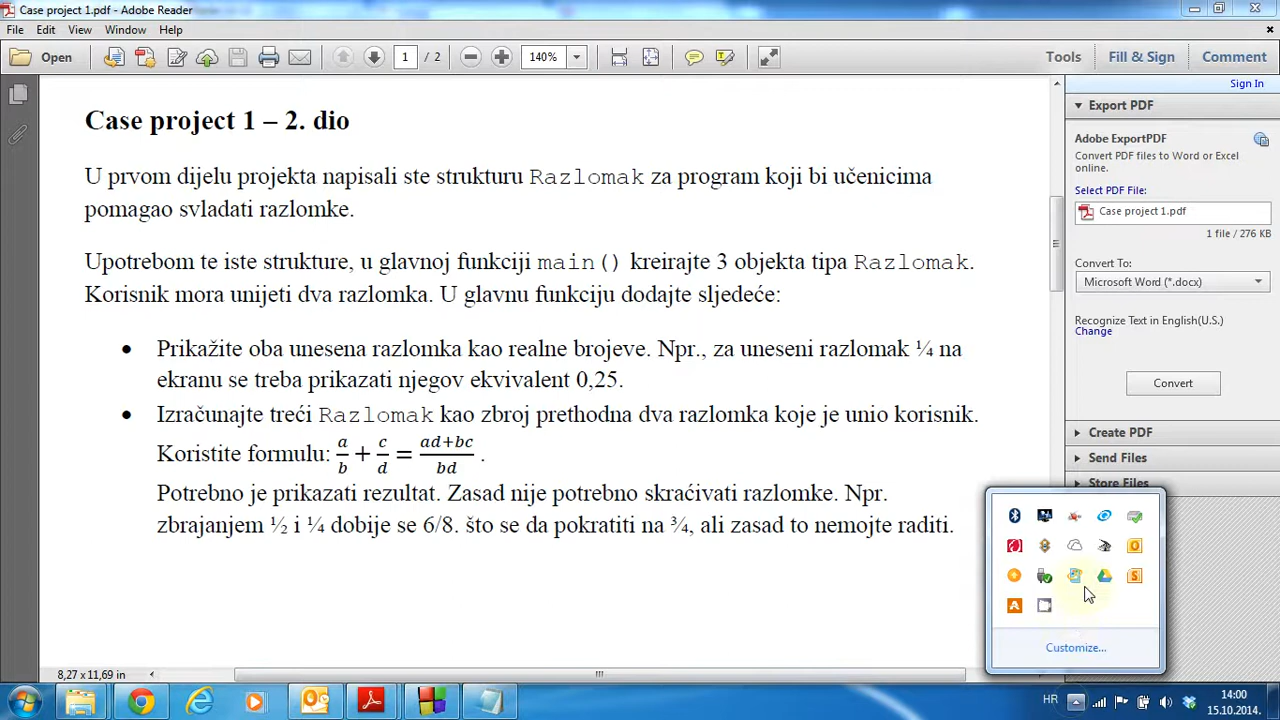 Case project 1.pdf - Adobe Reader
File Edit View Window Help
Open 1 / 2 140% Tools Fill & Sign Comment
Sign In
Case project 1 – 2. dio
U prvom dijelu projekta napisali ste strukturu Razlomak za program koji bi učenicima
pomagao svladati razlomke.
Upotrebom te iste strukture, u glavnoj funkciji main() kreirajte 3 objekta tipa Razlomak.
Korisnik mora unijeti dva razlomka. U glavnu funkciju dodajte sljedeće:
• Prikažite oba unesena razlomka kao realne brojeve. Npr., za uneseni razlomak ¼ na
ekranu se treba prikazati njegov ekvivalent 0,25.
• Izračunajte treći Razlomak kao zbroj prethodna dva razlomka koje je unio korisnik.
Koristite formulu: a/b + c/d = ad+bc/bd .
Potrebno je prikazati rezultat. Zasad nije potrebno skraćivati razlomke. Npr.
zbrajanjem ½ i ¼ dobije se 6/8. što se da pokratiti na ¾, ali zasad to nemojte raditi.
Export PDF
Adobe ExportPDF
Convert PDF files to Word or Excel
online.
Select PDF File:
Case project 1.pdf
1 file / 276 KB
Convert To:
Microsoft Word (*.docx)
Recognize Text in English(U.S.)
Change
Convert
Create PDF
Send Files
Store Files
Customize...
8,27 x 11,69 in
HR
14:00
15.10.2014.